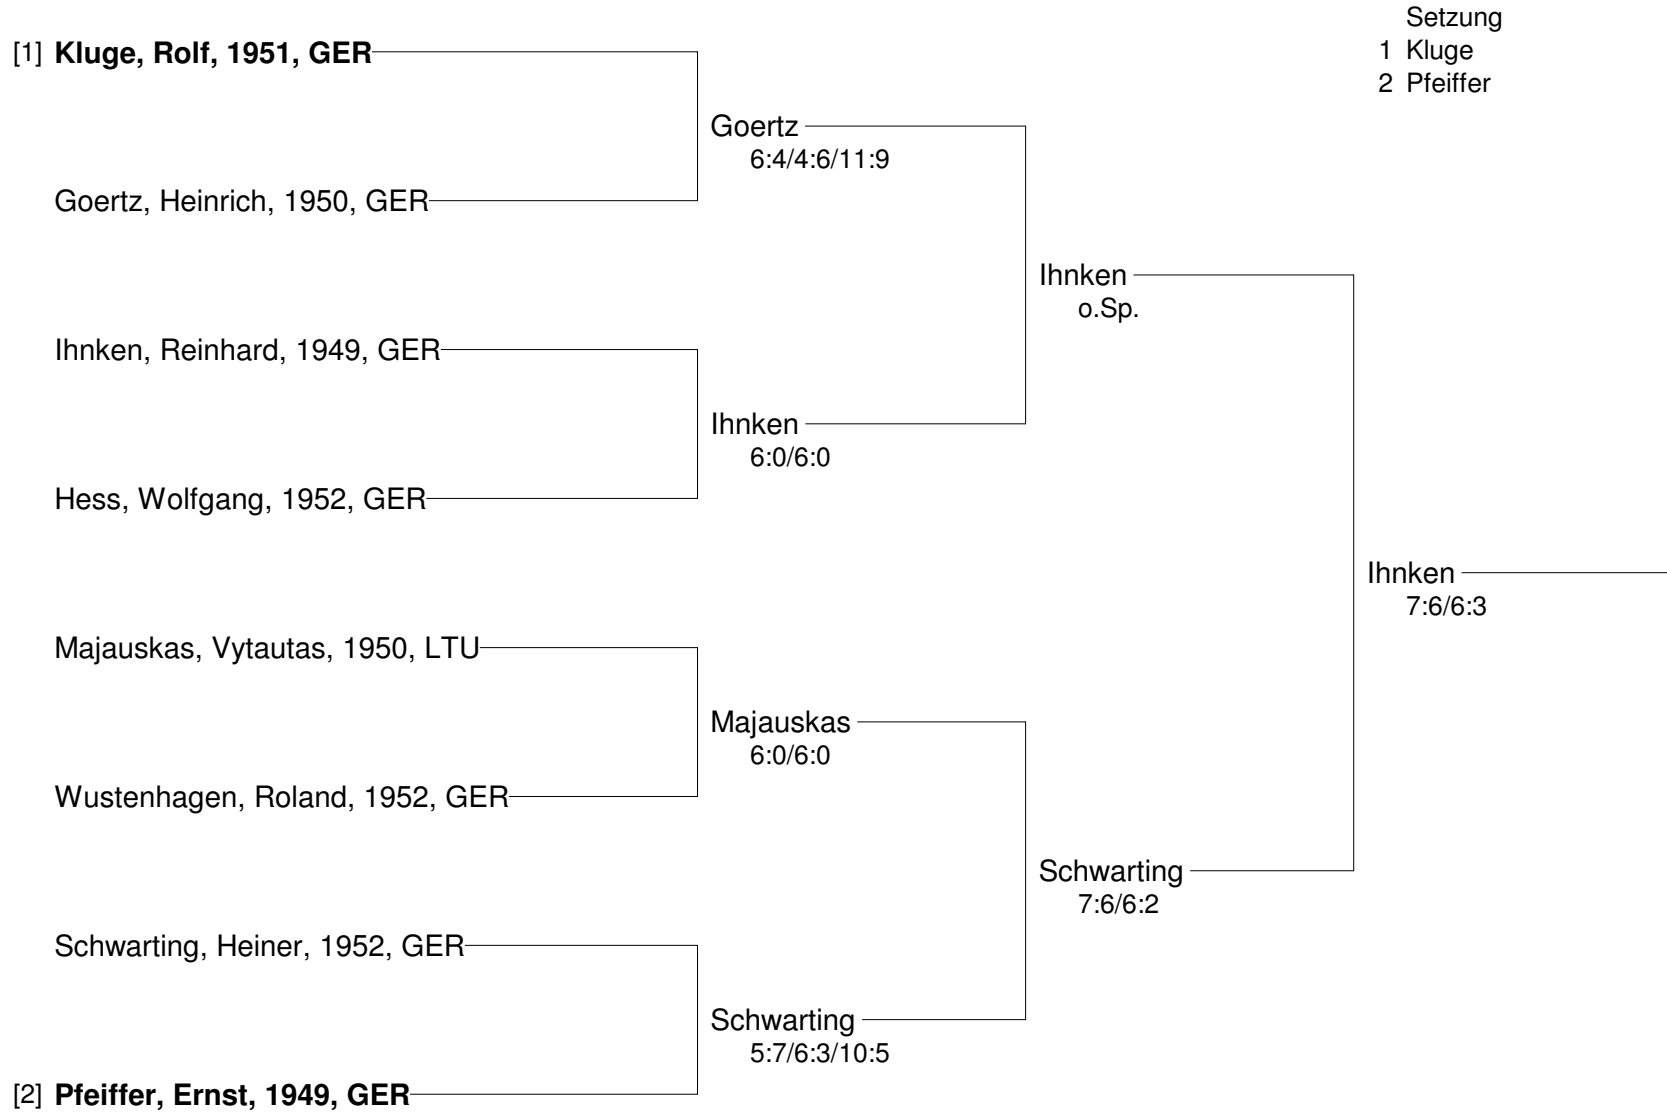 Setzung
1 Kluge
2 Pfeiffer
[1] Kluge, Rolf, 1951, GER
Goertz
6:4/4:6/11:9
Goertz, Heinrich, 1950, GER
Ihnken
o.Sp.
Ihnken, Reinhard, 1949, GER
Ihnken
6:0/6:0
Hess, Wolfgang, 1952, GER
Ihnken
7:6/6:3
Majauskas, Vytautas, 1950, LTU
Majauskas
6:0/6:0
Wustenhagen, Roland, 1952, GER
Schwarting
7:6/6:2
Schwarting, Heiner, 1952, GER
Schwarting
5:7/6:3/10:5
[2] Pfeiffer, Ernst, 1949, GER